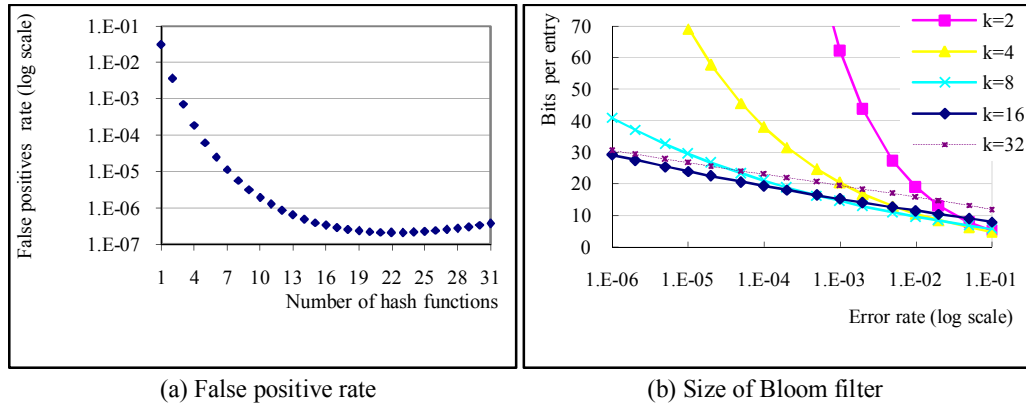 False positives rate (log scale)
1.E-01
1.E-02
1.E-03
1.E-04
1.E-05
1.E-06
1.E-07
1 4 7 10 13 16 19 22 25 28 31
Number of hash functions
(a) False positive rate
Bits per entry
70
60
50
40
30
20
10
0
1.E-06 1.E-05 1.E-04 1.E-03 1.E-02 1.E-01
Error rate (log scale)
k=2
k=4
k=8
k=16
k=32
(b) Size of Bloom filter